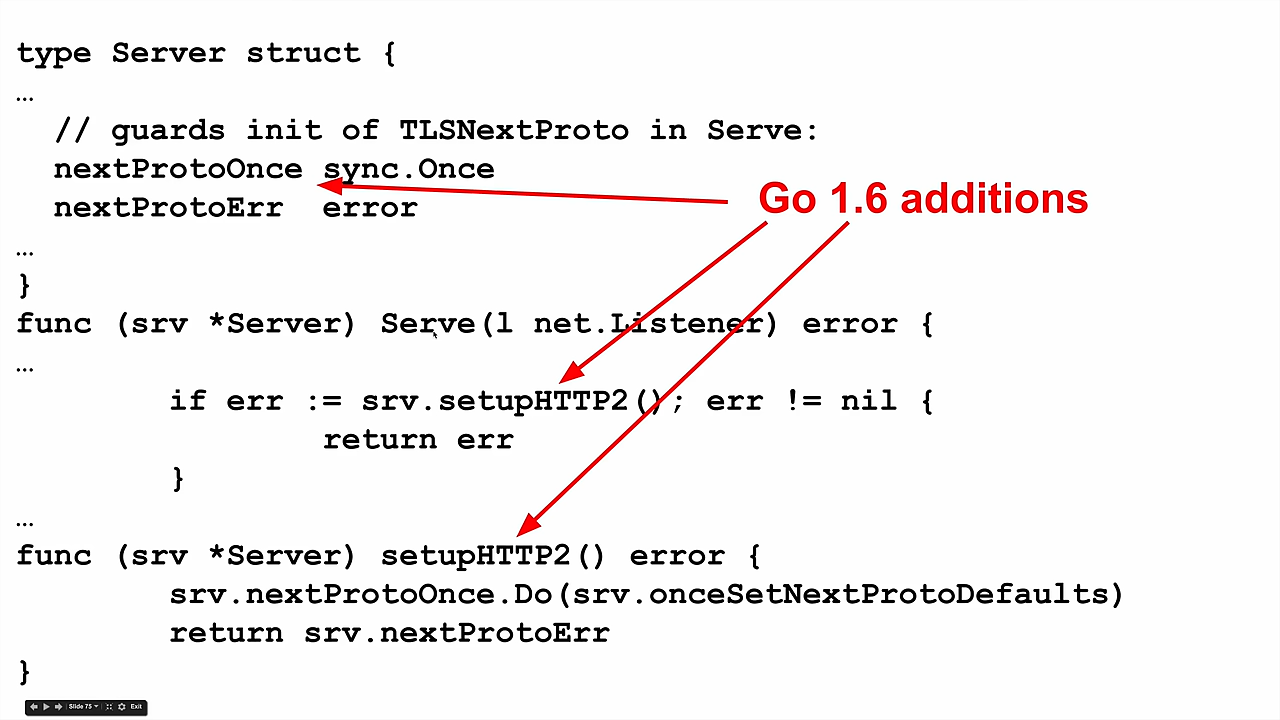 type Server struct {
…
// guards init of TLSNextProto in Serve:
nextProtoOnce sync.Once
nextProtoErr  error
Go 1.6 additions
…
}
func (srv *Server) Serve(l net.Listener) error {
…
if err := srv.setupHTTP2(); err != nil {
return err
}
…
func (srv *Server) setupHTTP2() error {
srv.nextProtoOnce.Do(srv.onceSetNextProtoDefaults)
return srv.nextProtoErr
}
Slide 75 Exit